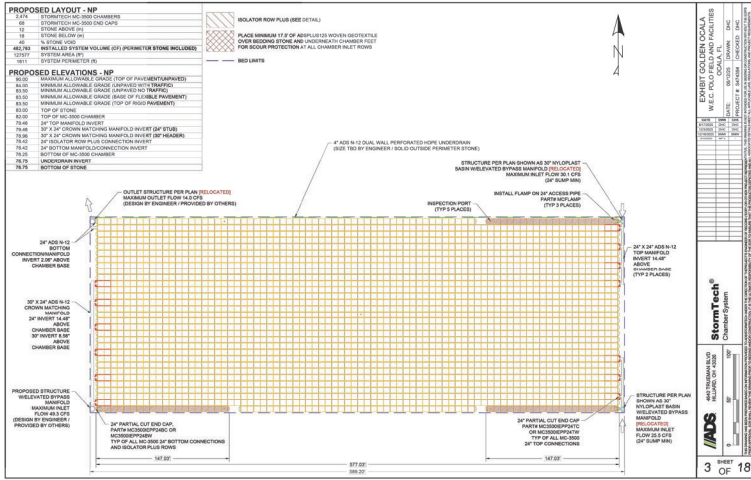 PROPOSED LAYOUT - NP
2,474 STORMTECH MC-3500 CHAMBERS
68 STORMTECH MC-3500 END CAPS
12 STONE ABOVE (in)
18 STONE BELOW (in)
40 % STONE VOID
482,783 INSTALLED SYSTEM VOLUME (CF) (PERIMETER STONE INCLUDED)
127577 SYSTEM AREA (ft²)
1611 SYSTEM PERIMETER (ft)
PROPOSED ELEVATIONS - NP
90.00 MAXIMUM ALLOWABLE GRADE (TOP OF PAVEMENT/UNPAVED)
84.00 MINIMUM ALLOWABLE GRADE (UNPAVED WITH TRAFFIC)
83.50 MINIMUM ALLOWABLE GRADE (UNPAVED NO TRAFFIC)
83.50 MINIMUM ALLOWABLE GRADE (BASE OF FLEXIBLE PAVEMENT)
83.50 MINIMUM ALLOWABLE GRADE (TOP OF RIGID PAVEMENT)
83.00 TOP OF STONE
82.00 TOP OF MC-3500 CHAMBER
79.46 24" TOP MANIFOLD INVERT
79.46 30" X 24" CROWN MATCHING MANIFOLD INVERT (24" STUB)
78.96 30" X 24" CROWN MATCHING MANIFOLD INVERT (30" HEADER)
78.42 24" ISOLATOR ROW PLUS CONNECTION INVERT
78.42 24" BOTTOM MANIFOLD/CONNECTION INVERT
78.25 BOTTOM OF MC-3500 CHAMBER
76.75 UNDERDRAIN INVERT
76.75 BOTTOM OF STONE
ISOLATOR ROW PLUS (SEE DETAIL)
PLACE MINIMUM 17.5' OF ADSPLUS125 WOVEN GEOTEXTILE
OVER BEDDING STONE AND UNDERNEATH CHAMBER FEET
FOR SCOUR PROTECTION AT ALL CHAMBER INLET ROWS
BED LIMITS
N
4" ADS N-12 DUAL WALL PERFORATED HDPE UNDERDRAIN
(SIZE TBD BY ENGINEER / SOLID OUTSIDE PERIMETER STONE)
STRUCTURE PER PLAN SHOWN AS 30" NYLOPLAST
BASIN W/ELEVATED BYPASS MANIFOLD [RELOCATED]
MAXIMUM INLET FLOW 30.1 CFS
(24" SUMP MIN)
INSTALL FLAMP ON 24" ACCESS PIPE
PART# MCFLAMP
(TYP 3 PLACES)
INSPECTION PORT
(TYP 5 PLACES)
OUTLET STRUCTURE PER PLAN [RELOCATED]
MAXIMUM OUTLET FLOW 14.0 CFS
(DESIGN BY ENGINEER / PROVIDED BY OTHERS)
24" ADS N-12
BOTTOM
CONNECTION/MANIFOLD
INVERT 2.06" ABOVE
CHAMBER BASE
24" X 24" ADS N-12
TOP MANIFOLD
INVERT 14.48"
ABOVE
CHAMBER BASE
(TYP 2 PLACES)
30" X 24" ADS N-12
CROWN MATCHING
MANIFOLD
24" INVERT 14.48"
ABOVE
CHAMBER BASE
30" INVERT 8.56"
ABOVE
CHAMBER BASE
PROPOSED STRUCTURE
W/ELEVATED BYPASS
MANIFOLD
MAXIMUM INLET
FLOW 49.3 CFS
(DESIGN BY ENGINEER /
PROVIDED BY OTHERS)
24" PARTIAL CUT END CAP
PART# MC3500IEPP24BC OR
MC3500IEPP24BW
TYP OF ALL MC-3500 24" BOTTOM CONNECTIONS
AND ISOLATOR PLUS ROWS
24" PARTIAL CUT END CAP
PART# MC3500IEPP24TC
OR MC3500IEPP24TW
TYP OF ALL MC-3500
24" TOP CONNECTIONS
STRUCTURE PER PLAN
SHOWN AS 30"
NYLOPLAST BASIN
W/ELEVATED BYPASS
MANIFOLD
[RELOCATED]
MAXIMUM INLET
FLOW 25.5 CFS
(24" SUMP MIN)
147.03'
147.03'
577.03'
EXHBIT GOLDEN OCALA
W.E.C. POLO FIELD AND FACILITIES
OCALA, FL
DRAWN: DHC
CHECKED: DHC
StormTech®
Chamber System
4640 TRUEMAN BLVD
HILLIARD, OH 43026
ADS
0 50' 100'
SHEET
3 OF 18